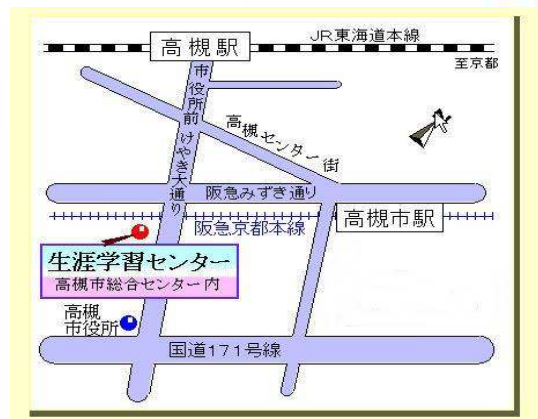 高槻駅
JR東海道本線
至京都
市役所前けやき大通り
高槻センター街
阪急みずき通り
阪急京都本線
高槻市駅
生涯学習センター
高槻市総合センター内
高槻
市役所
国道171号線